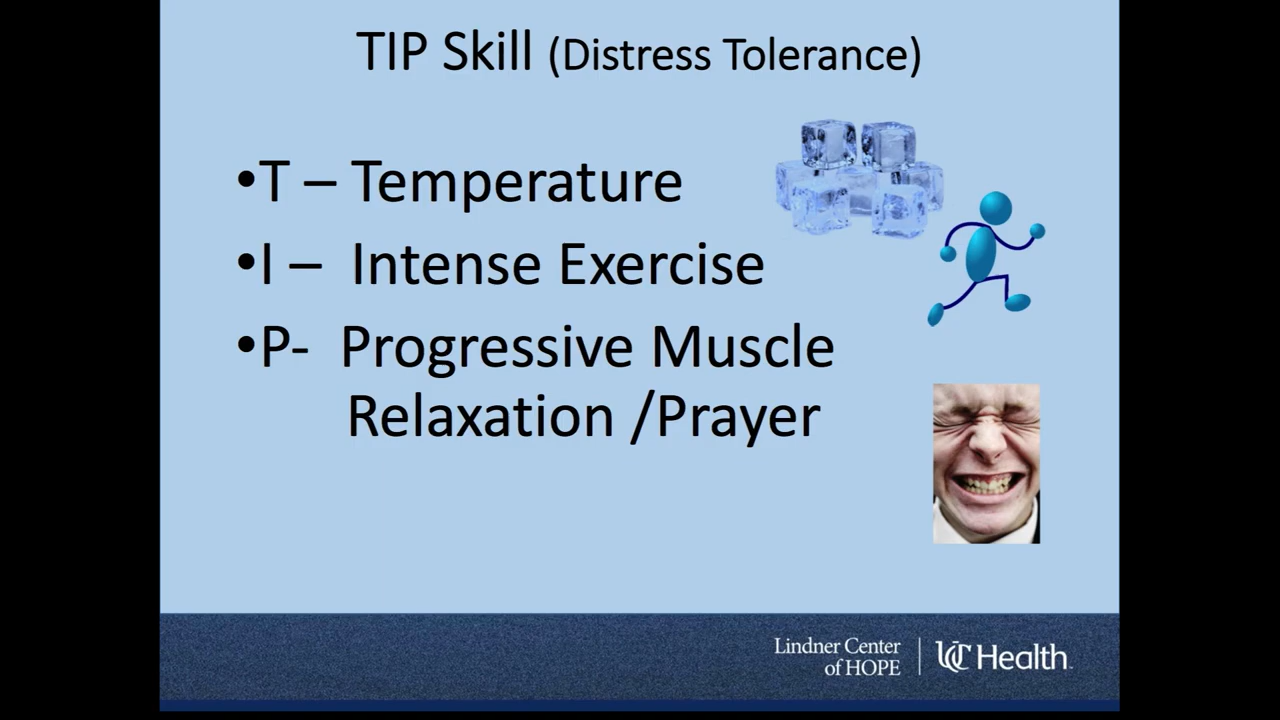 TIP Skill (Distress Tolerance)
•T – Temperature
•I – Intense Exercise
•P- Progressive Muscle
Relaxation /Prayer
Lindner Center
of HOPE
UC Health